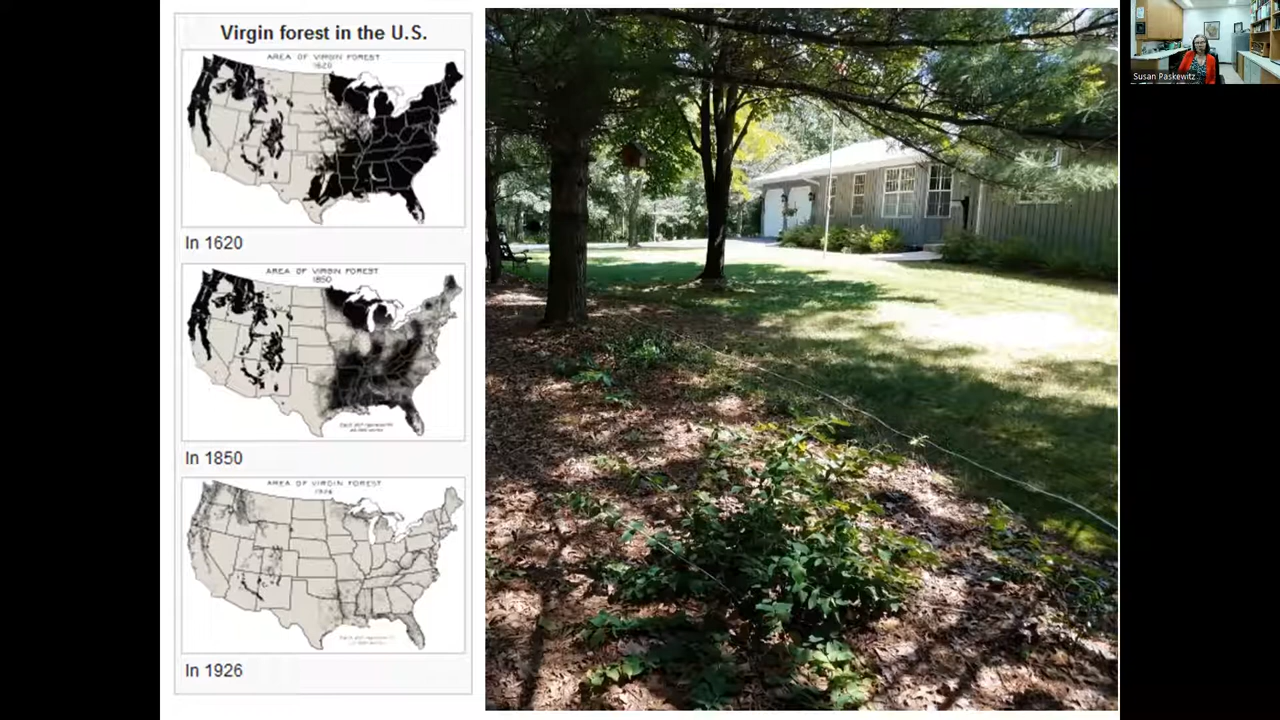 Virgin forest in the U.S.
AREA OF VIRGIN FOREST
1620
In 1620
AREA OF VIRGIN FOREST
1850
In 1850
AREA OF VIRGIN FOREST
1926
In 1926
Susan Paskewitz